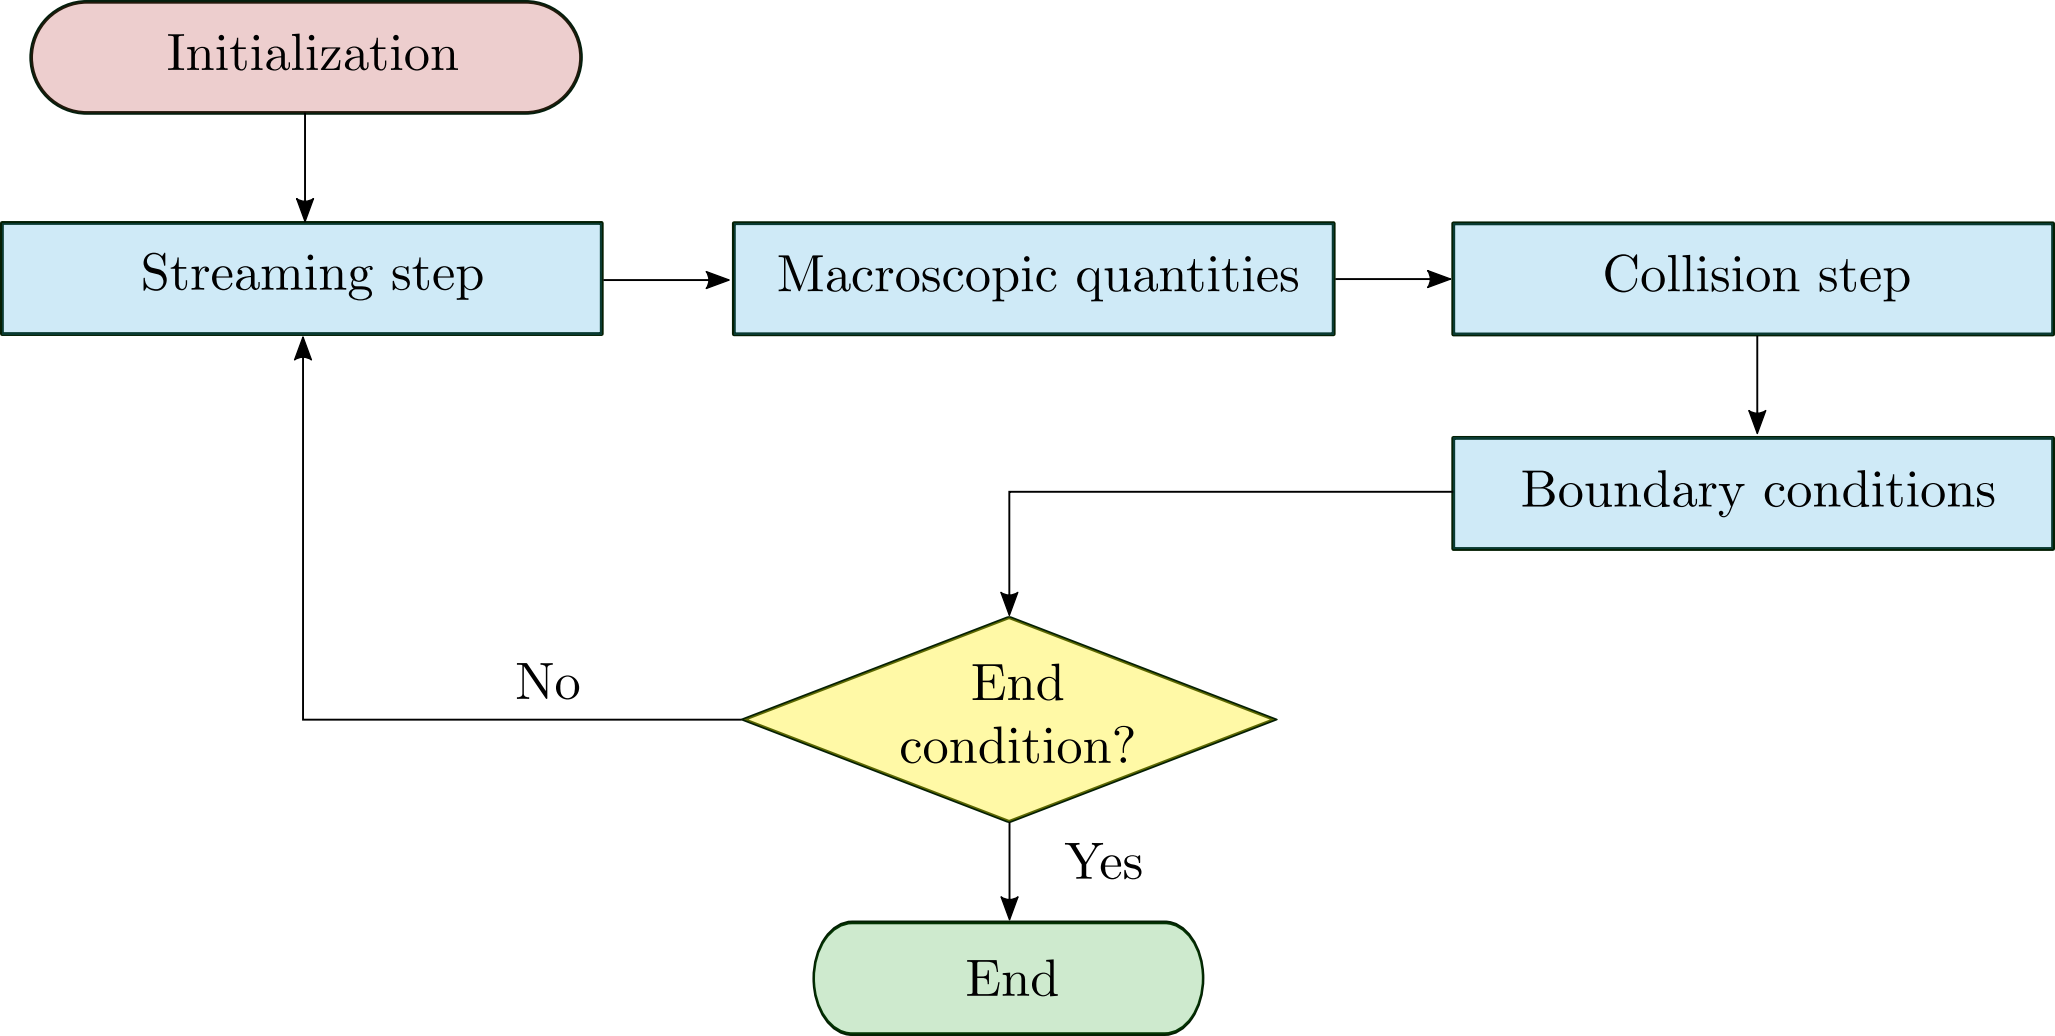 Initialization
Streaming step
Macroscopic quantities
Collision step
Boundary conditions
No
End
condition?
Yes
End